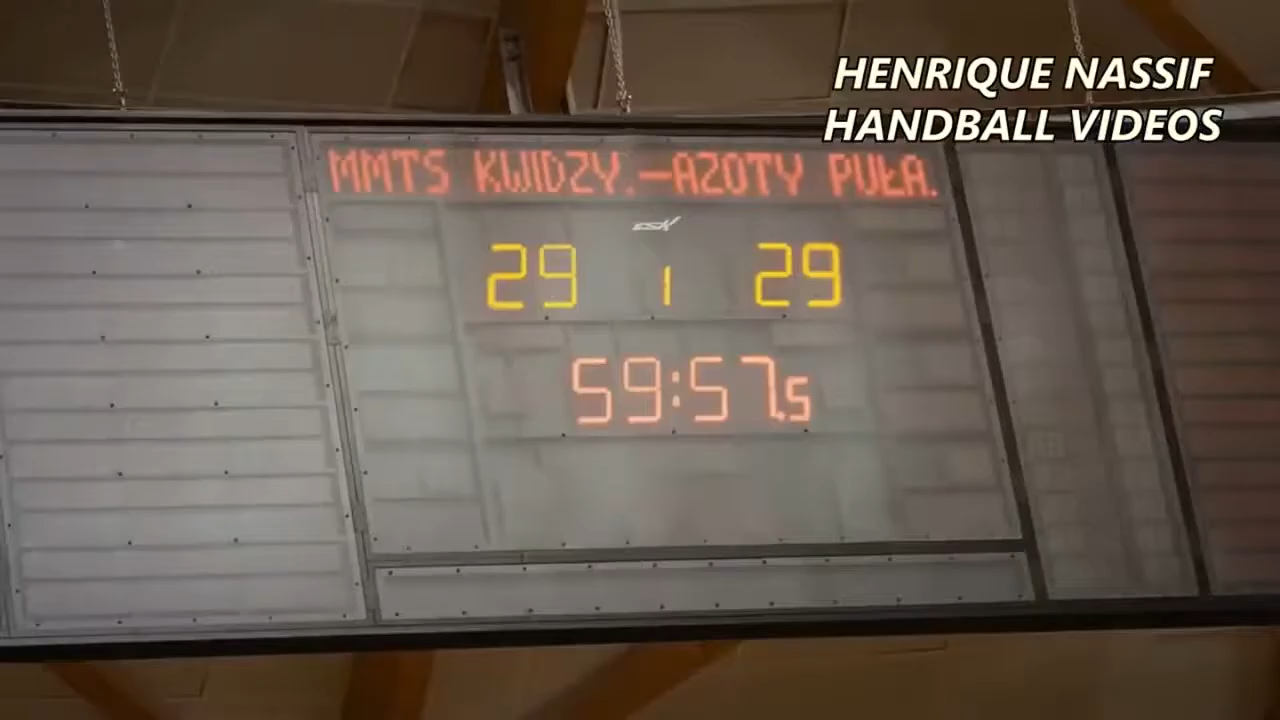 HENRIQUE NASSIF
HANDBALL VIDEOS
MMTS KWIDZY.-AZOTY PUŁA.
29 1 29
59:57.5